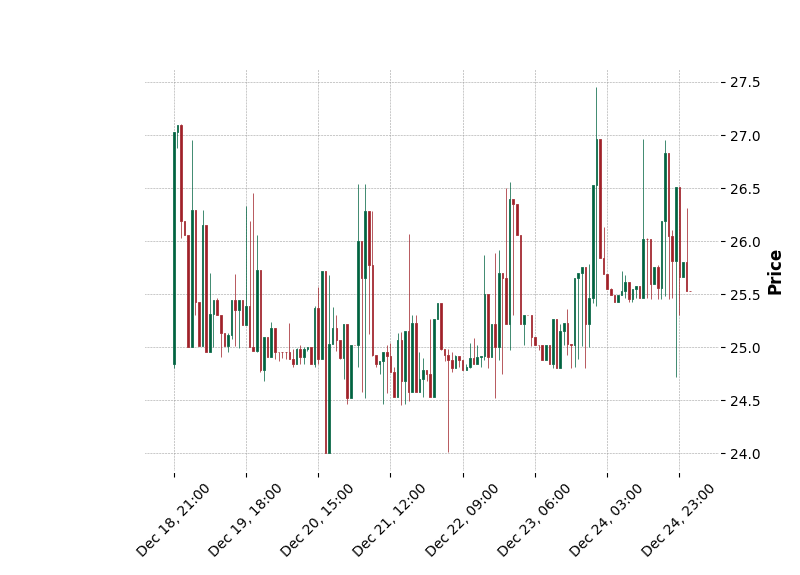 27.5
27.0
26.5
26.0
25.5
25.0
24.5
24.0
Price
Dec 18, 21:00
Dec 19, 18:00
Dec 20, 15:00
Dec 21, 12:00
Dec 22, 09:00
Dec 23, 06:00
Dec 24, 03:00
Dec 24, 23:00